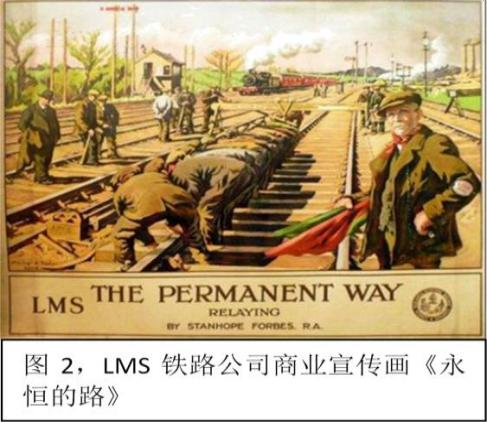 LMS THE PERMANENT WAY
RELAYING
BY STANHOPE FORBES. R.A.
图 2，LMS 铁路公司商业宣传画《永
恒的路》